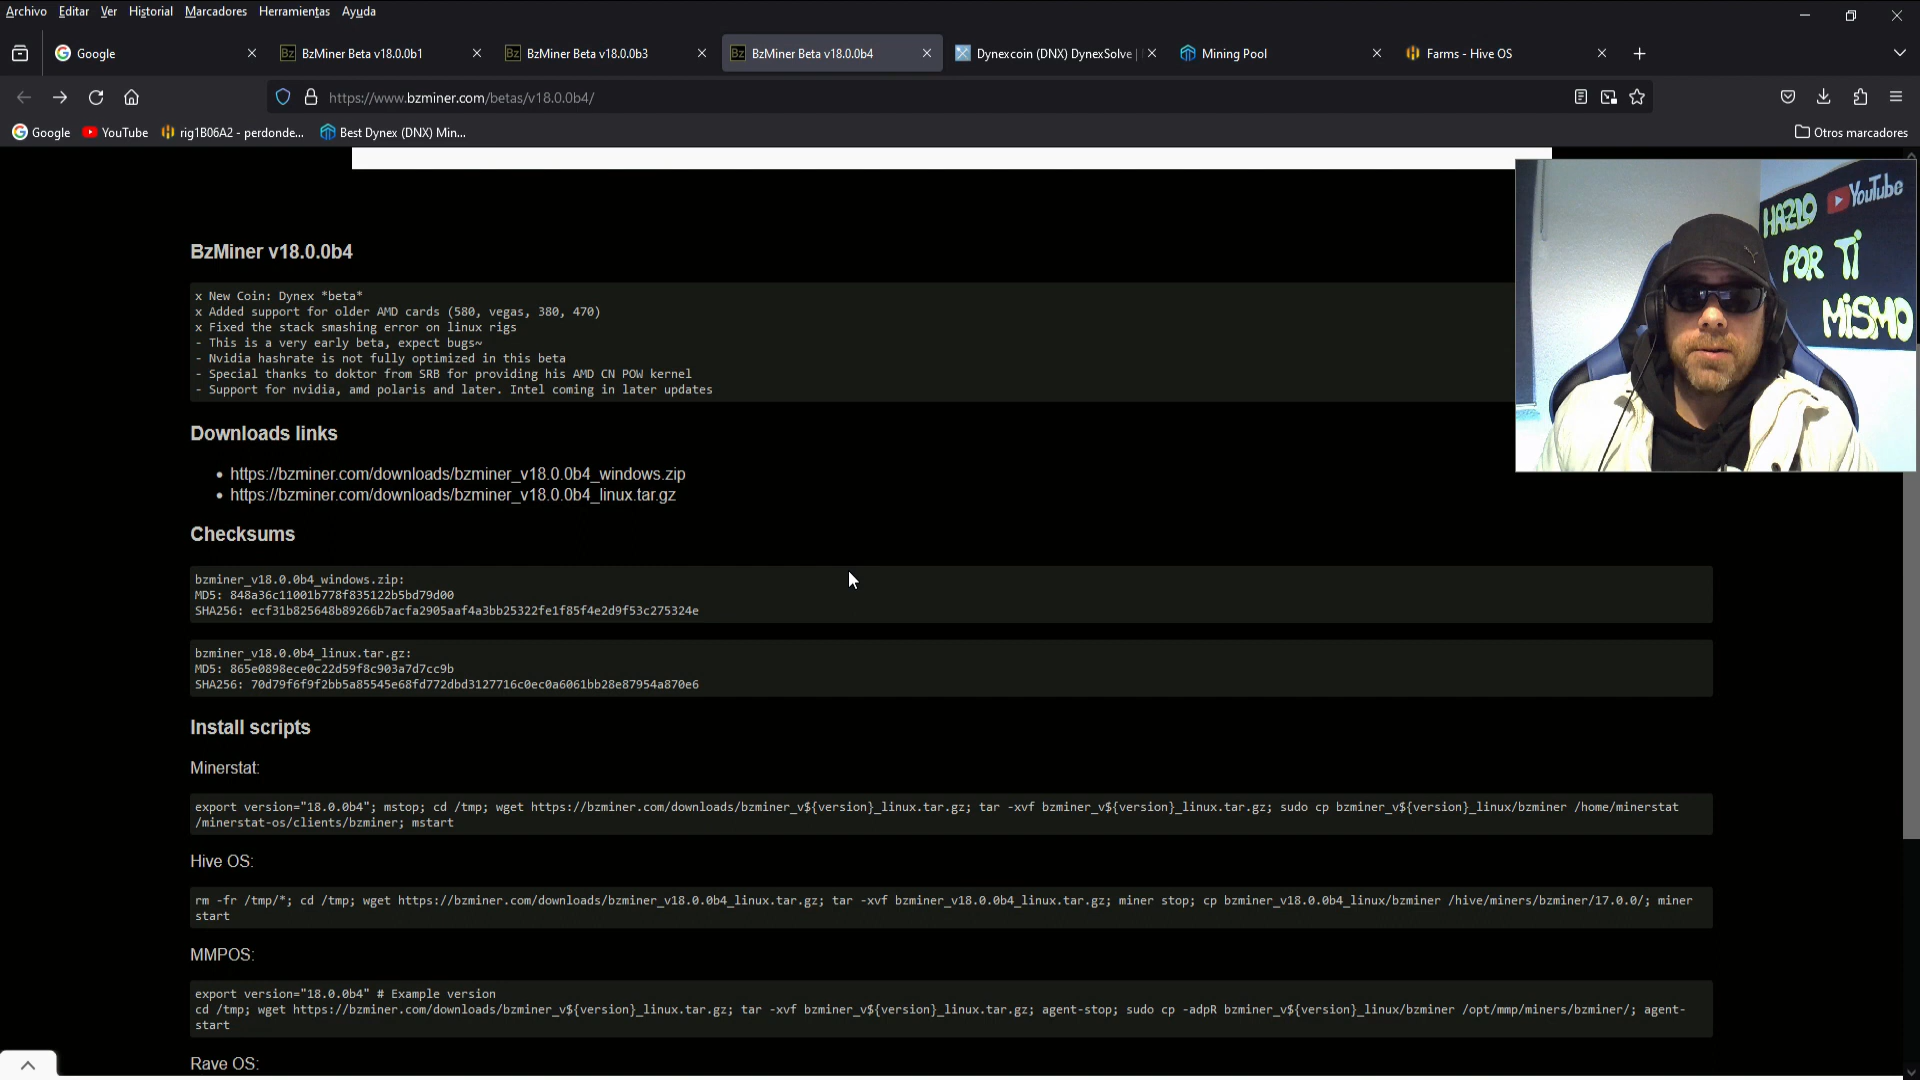 Archivo Editar Ver Historial Marcadores Herramientas Ayuda
Google
BzMiner Beta v18.0.0b1
BzMiner Beta v18.0.0b3
BzMiner Beta v18.0.0b4
Dynexcoin (DNX) DynexSolve |
Mining Pool
Farms - Hive OS
https://www.bzminer.com/betas/v18.0.0b4/
Google YouTube rig1B06A2 - perdonde... Best Dynex (DNX) Min... Otros marcadores
YouTube
HAZLO
POR TI
MiSMO
BzMiner v18.0.0b4
x New Coin: Dynex *beta*
x Added support for older AMD cards (580, vegas, 380, 470)
x Fixed the stack smashing error on linux rigs
- This is a very early beta, expect bugs~
- Nvidia hashrate is not fully optimized in this beta
- Special thanks to doktor from SRB for providing his AMD CN POW kernel
- Support for nvidia, amd polaris and later. Intel coming in later updates
Downloads links
• https://bzminer.com/downloads/bzminer_v18.0.0b4_windows.zip
• https://bzminer.com/downloads/bzminer_v18.0.0b4_linux.tar.gz
Checksums
bzminer_v18.0.0b4_windows.zip:
MD5: 848a36c11001b778f835122b5bd79d00
SHA256: ecf31b825648b89266b7acfa2905aaf4a3bb25322fe1f85f4e2d9f53c275324e
bzminer_v18.0.0b4_linux.tar.gz:
MD5: 865e0898ece0c22d59f8c903a7d7cc9b
SHA256: 70d79f6f9f2bb5a85545e68fd772dbd3127716c0ec0a6061bb28e87954a870e6
Install scripts
Minerstat:
export version="18.0.0b4"; mstop; cd /tmp; wget https://bzminer.com/downloads/bzminer_v${version}_linux.tar.gz; tar -xvf bzminer_v${version}_linux.tar.gz; sudo cp bzminer_v${version}_linux/bzminer /home/minerstat
/minerstat-os/clients/bzminer; mstart
Hive OS:
rm -fr /tmp/*; cd /tmp; wget https://bzminer.com/downloads/bzminer_v18.0.0b4_linux.tar.gz; tar -xvf bzminer_v18.0.0b4_linux.tar.gz; miner stop; cp bzminer_v18.0.0b4_linux/bzminer /hive/miners/bzminer/17.0.0/; miner
start
MMPOS:
export version="18.0.0b4" # Example version
cd /tmp; wget https://bzminer.com/downloads/bzminer_v${version}_linux.tar.gz; tar -xvf bzminer_v${version}_linux.tar.gz; agent-stop; sudo cp -adpR bzminer_v${version}_linux/bzminer /opt/mmp/miners/bzminer/; agent-
start
Rave OS: